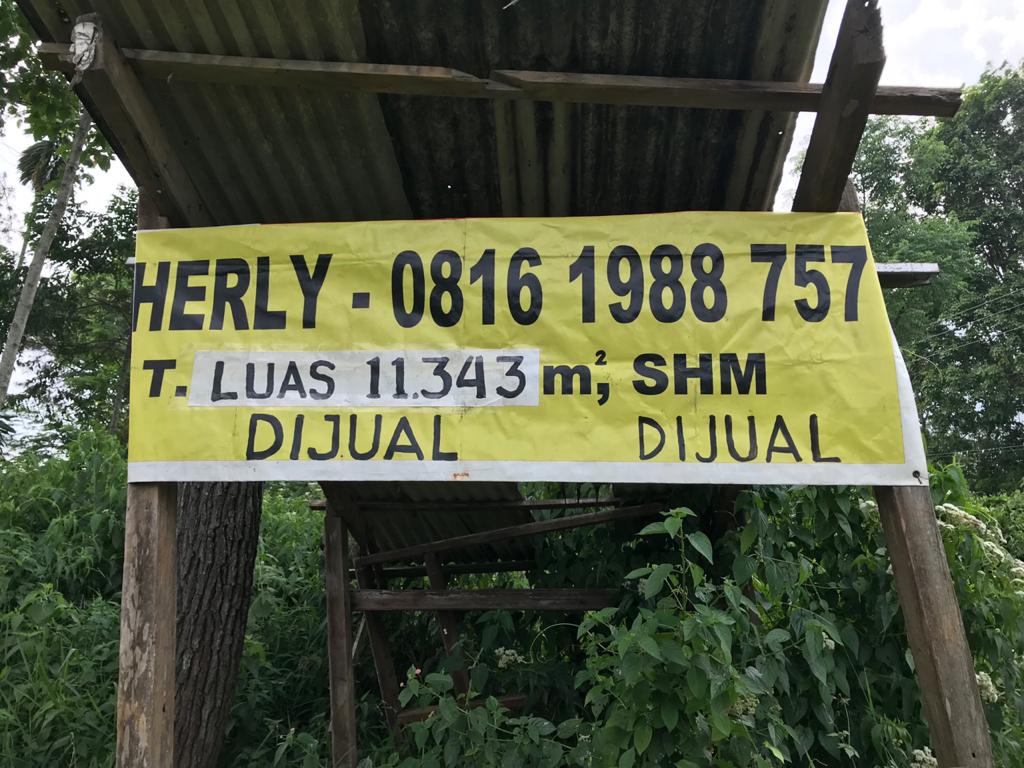 HERLY - 0816 1988 757
T. LUAS 11.343 m², SHM
DIJUAL DIJUAL